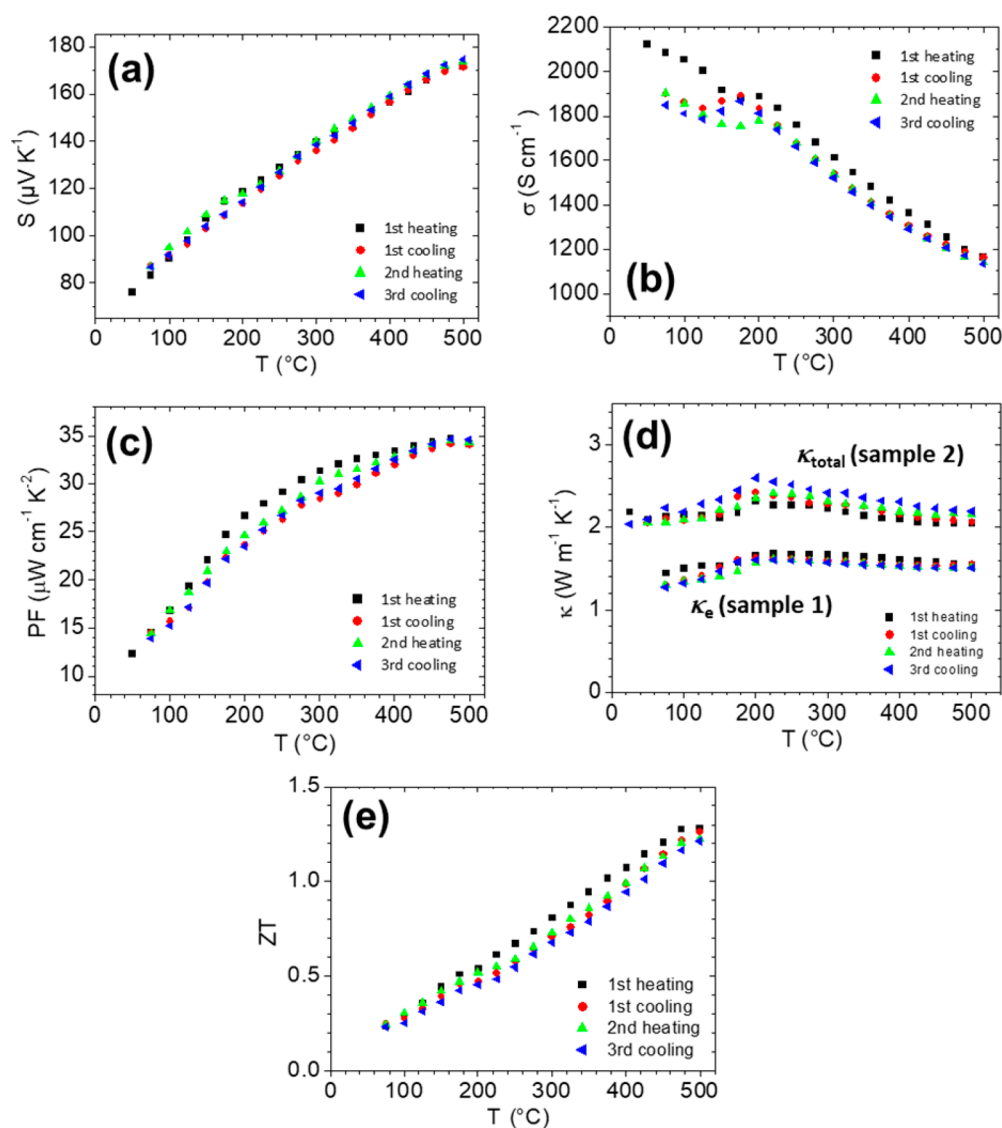 (a)
S (µV K-1)
180
160
140
120
100
80
1st heating
1st cooling
2nd heating
3rd cooling
0 100 200 300 400 500
T (°C)
(b)
σ (S cm-1)
2200
2000
1800
1600
1400
1200
1000
1st heating
1st cooling
2nd heating
3rd cooling
0 100 200 300 400 500
T (°C)
(c)
PF (µW cm-1 K-2)
35
30
25
20
15
10
1st heating
1st cooling
2nd heating
3rd cooling
0 100 200 300 400 500
T (°C)
(d)
κ (W m-1 K-1)
3
2
1
0
κtotal (sample 2)
κe (sample 1)
1st heating
1st cooling
2nd heating
3rd cooling
0 100 200 300 400 500
T (°C)
(e)
ZT
1.5
1.0
0.5
0.0
1st heating
1st cooling
2nd heating
3rd cooling
0 100 200 300 400 500
T (°C)